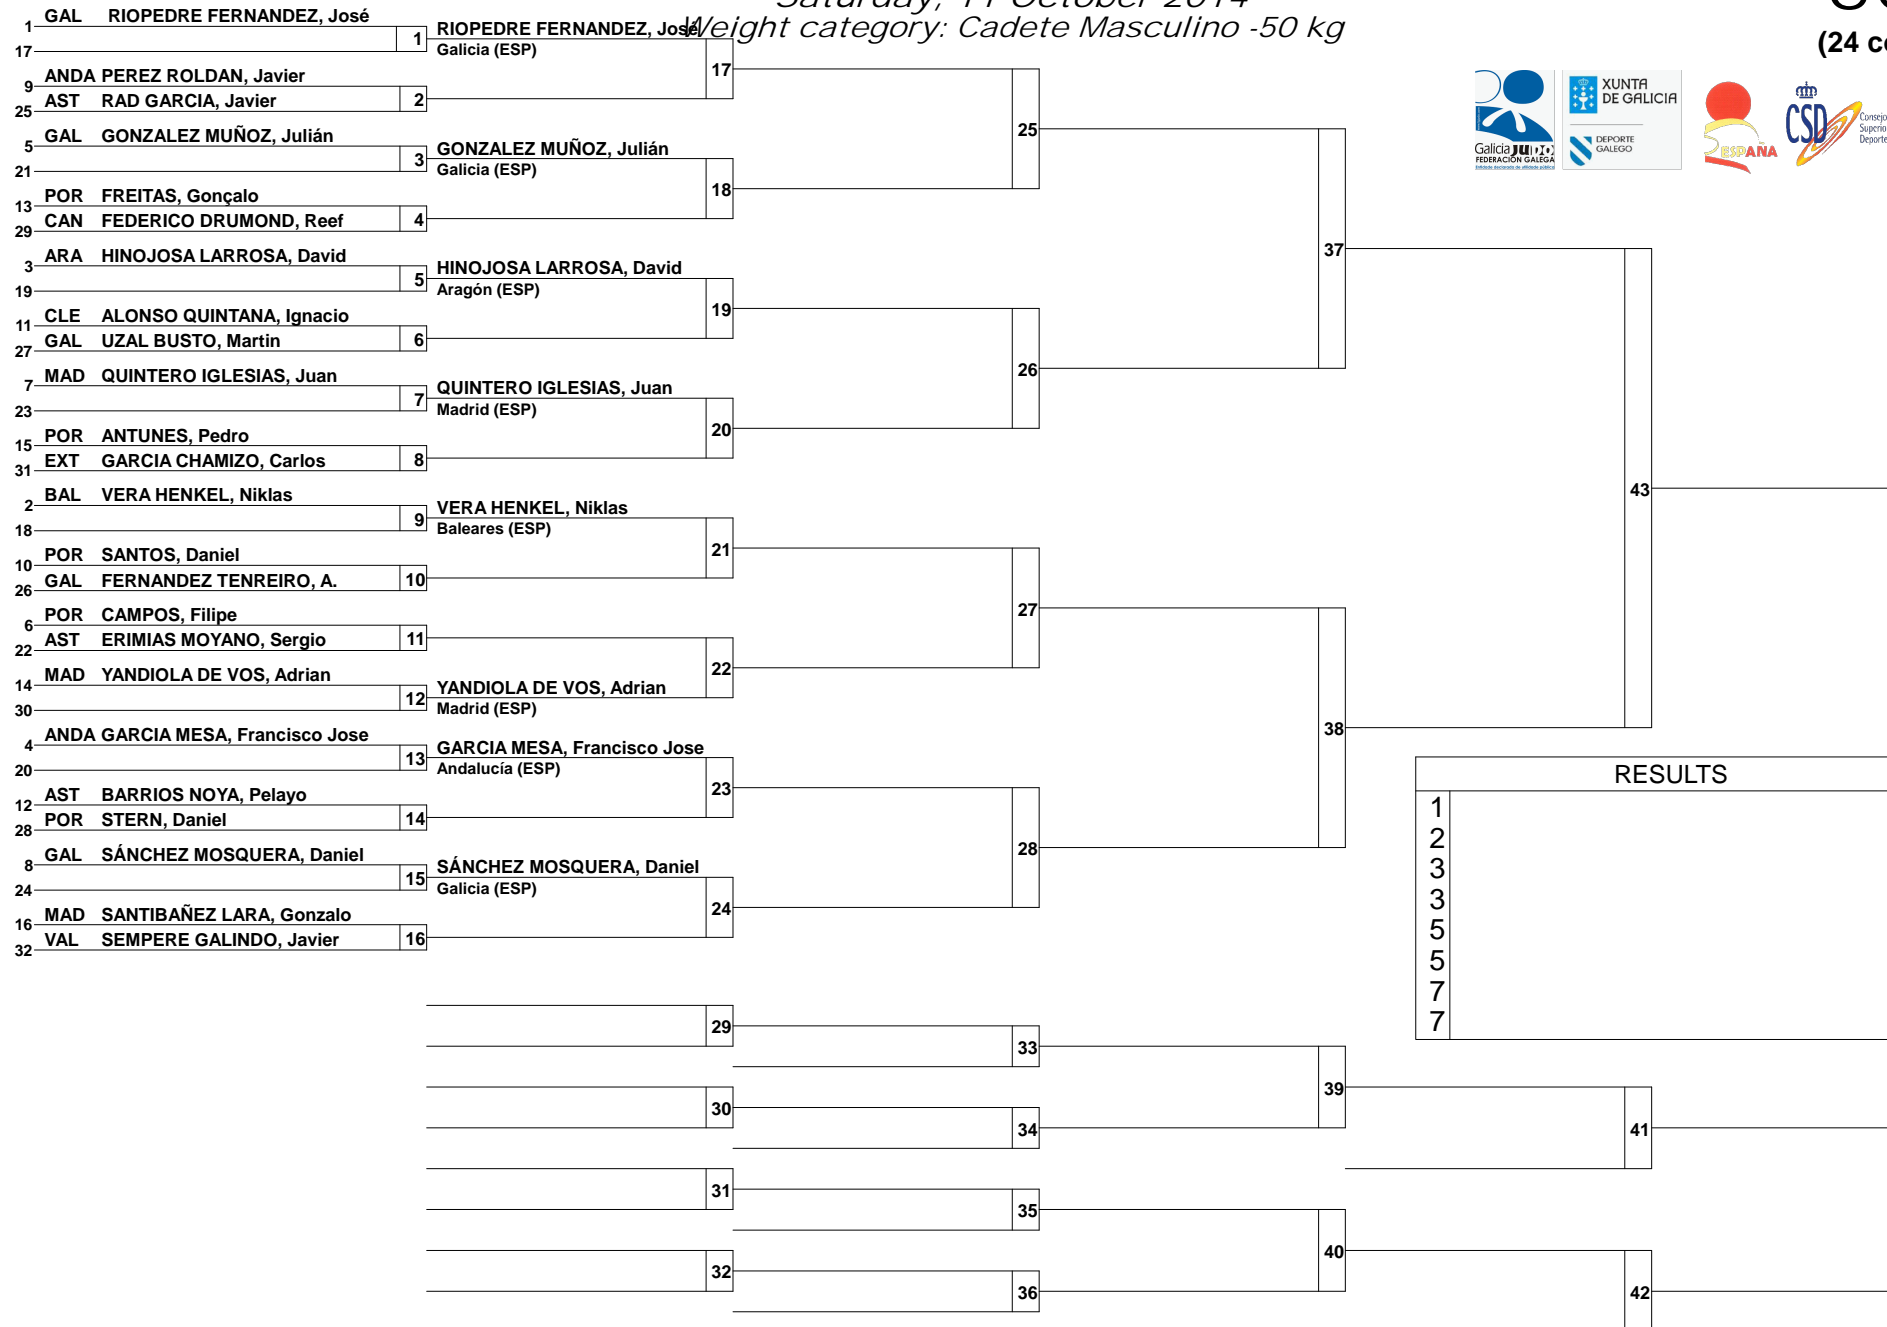 Saturday, 11 October 2014
Weight category: Cadete Masculino -50 kg
(24 co
Galicia JUDO
FEDERACIÓN GALEGA
XUNTA
DE GALICIA
DEPORTE
GALEGO
ESPAÑA
CSD
Consejo
Superior
Deporte
1 GAL RIOPEDRE FERNANDEZ, José
17
1
9 ANDA PEREZ ROLDAN, Javier
25 AST RAD GARCIA, Javier
2
5 GAL GONZALEZ MUÑOZ, Julián
21
3
13 POR FREITAS, Gonçalo
29 CAN FEDERICO DRUMOND, Reef
4
3 ARA HINOJOSA LARROSA, David
19
5
11 CLE ALONSO QUINTANA, Ignacio
27 GAL UZAL BUSTO, Martin
6
7 MAD QUINTERO IGLESIAS, Juan
23
7
15 POR ANTUNES, Pedro
31 EXT GARCIA CHAMIZO, Carlos
8
2 BAL VERA HENKEL, Niklas
18
9
10 POR SANTOS, Daniel
26 GAL FERNANDEZ TENREIRO, A.
10
6 POR CAMPOS, Filipe
22 AST ERIMIAS MOYANO, Sergio
11
14 MAD YANDIOLA DE VOS, Adrian
30
12
4 ANDA GARCIA MESA, Francisco Jose
20
13
12 AST BARRIOS NOYA, Pelayo
28 POR STERN, Daniel
14
8 GAL SÁNCHEZ MOSQUERA, Daniel
24
15
16 MAD SANTIBAÑEZ LARA, Gonzalo
32 VAL SEMPERE GALINDO, Javier
16
RIOPEDRE FERNANDEZ, José
Galicia (ESP)
17
GONZALEZ MUÑOZ, Julián
Galicia (ESP)
18
HINOJOSA LARROSA, David
Aragón (ESP)
19
QUINTERO IGLESIAS, Juan
Madrid (ESP)
20
VERA HENKEL, Niklas
Baleares (ESP)
21
22
YANDIOLA DE VOS, Adrian
Madrid (ESP)
GARCIA MESA, Francisco Jose
Andalucía (ESP)
23
SÁNCHEZ MOSQUERA, Daniel
Galicia (ESP)
24
25
26
27
28
37
38
43
RESULTS
1
2
3
3
5
5
7
7
29
30
31
32
33
34
35
36
39
40
41
42